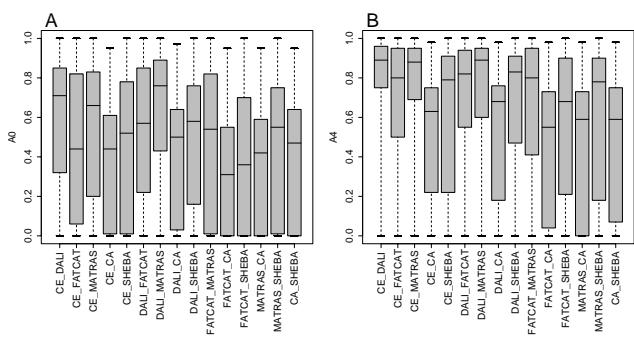 A
B
A0
1.0
0.8
0.6
0.4
0.2
0.0
CE_DALI
CE_FATCAT
CE_MATRAS
CE_CA
CE_SHEBA
DALI_FATCAT
DALI_MATRAS
DALI_CA
DALI_SHEBA
FATCAT_MATRAS
FATCAT_CA
FATCAT_SHEBA
MATRAS_CA
MATRAS_SHEBA
CA_SHEBA
A4
1.0
0.8
0.6
0.4
0.2
0.0
CE_DALI
CE_FATCAT
CE_MATRAS
CE_CA
CE_SHEBA
DALI_FATCAT
DALI_MATRAS
DALI_CA
DALI_SHEBA
FATCAT_MATRAS
FATCAT_CA
FATCAT_SHEBA
MATRAS_CA
MATRAS_SHEBA
CA_SHEBA